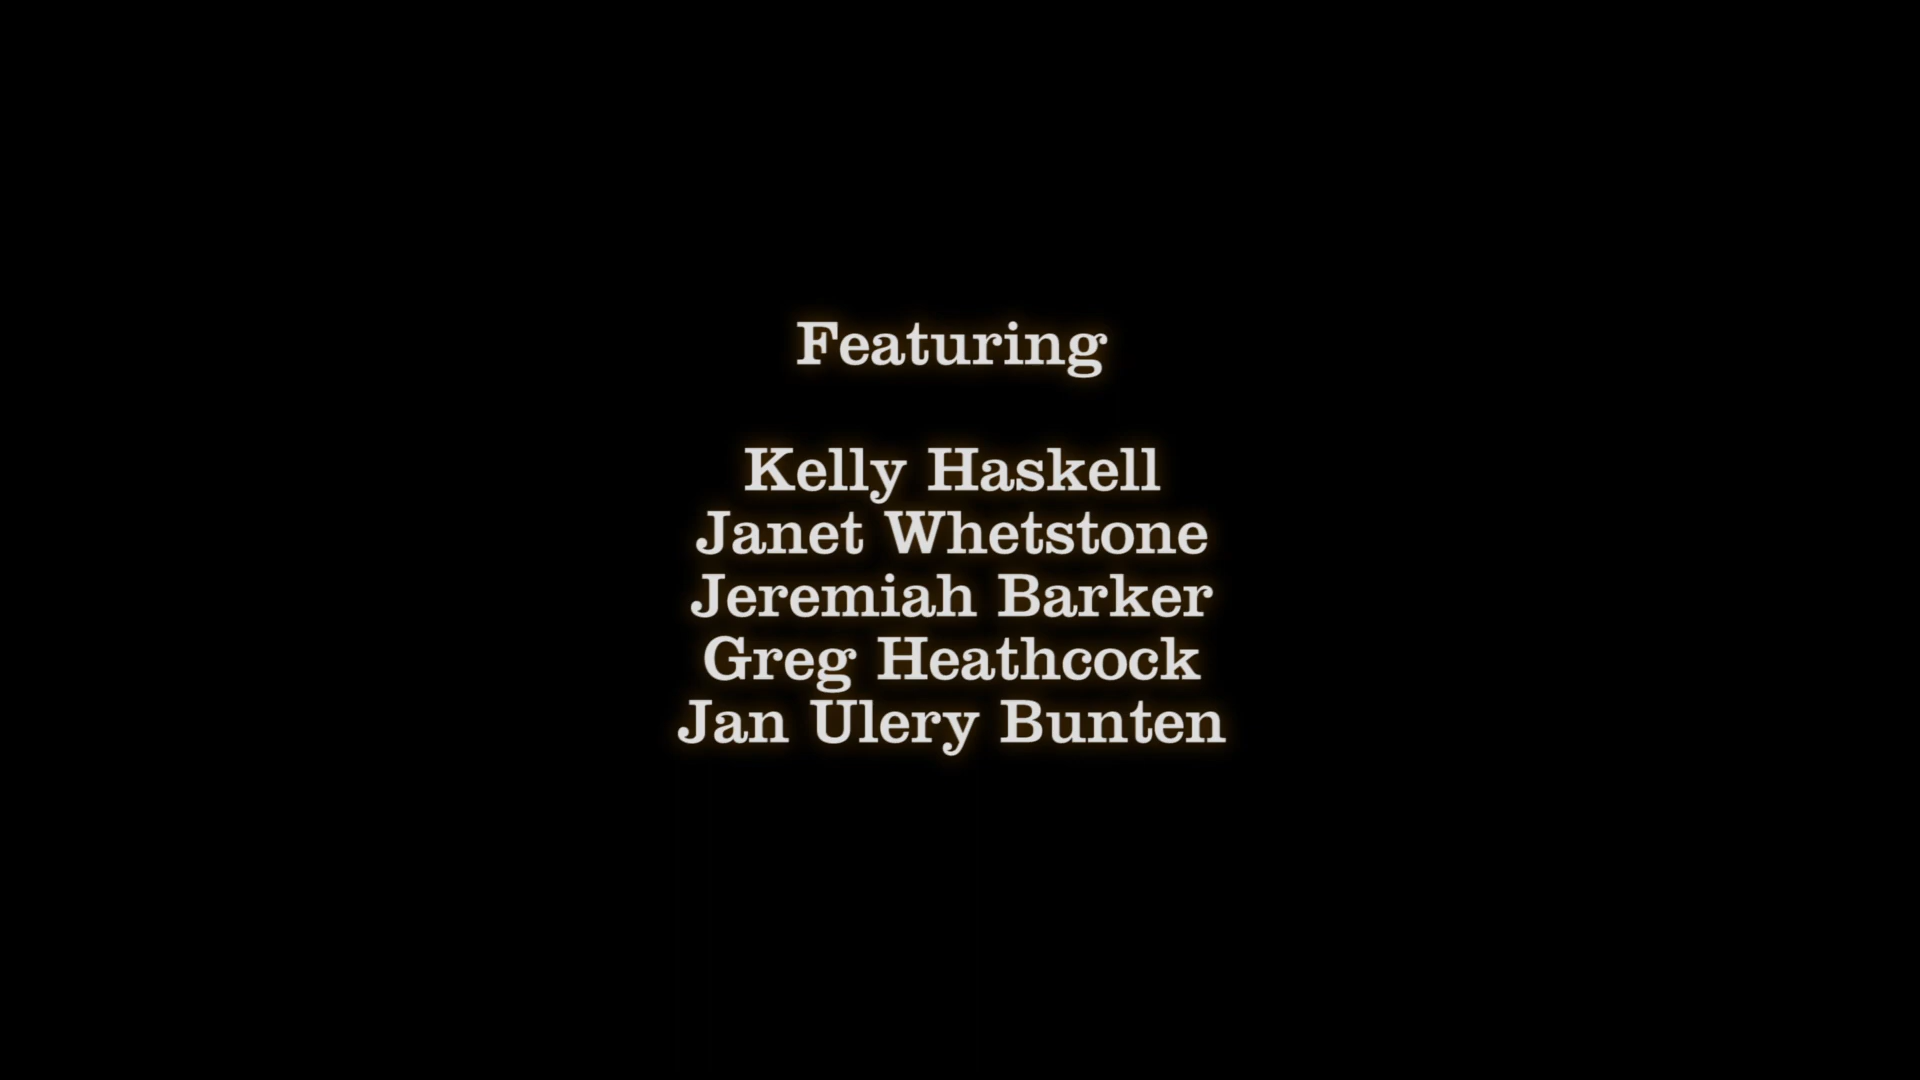 Featuring
Kelly Haskell
Janet Whetstone
Jeremiah Barker
Greg Heathcock
Jan Ulery Bunten